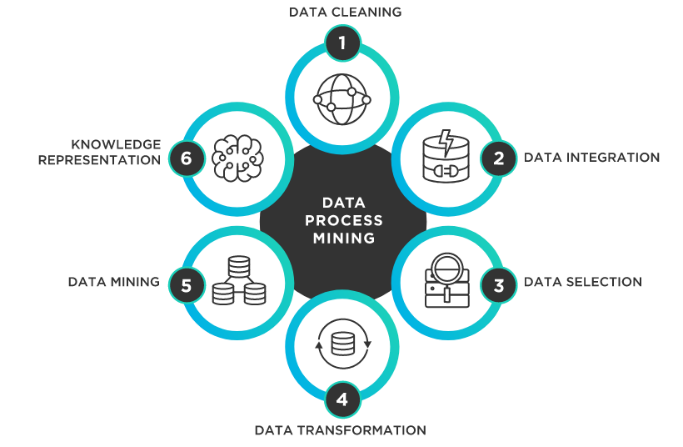 DATA CLEANING
1
KNOWLEDGE
REPRESENTATION
6
2
DATA INTEGRATION
DATA
PROCESS
MINING
DATA MINING
5
3
DATA SELECTION
4
DATA TRANSFORMATION